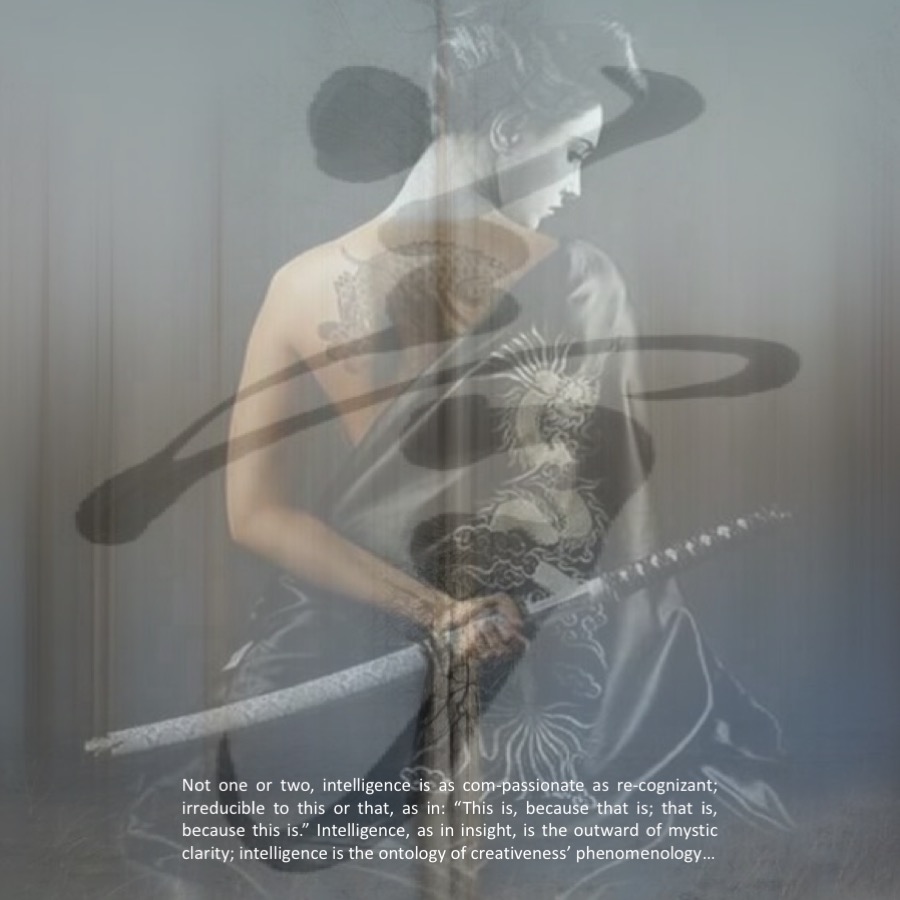 Not one or two, intelligence is as com-passionate as re-cognizant;
irreducible to this or that, as in: “This is, because that is; that is,
because this is.” Intelligence, as in insight, is the outward of mystic
clarity; intelligence is the ontology of creativeness’ phenomenology…